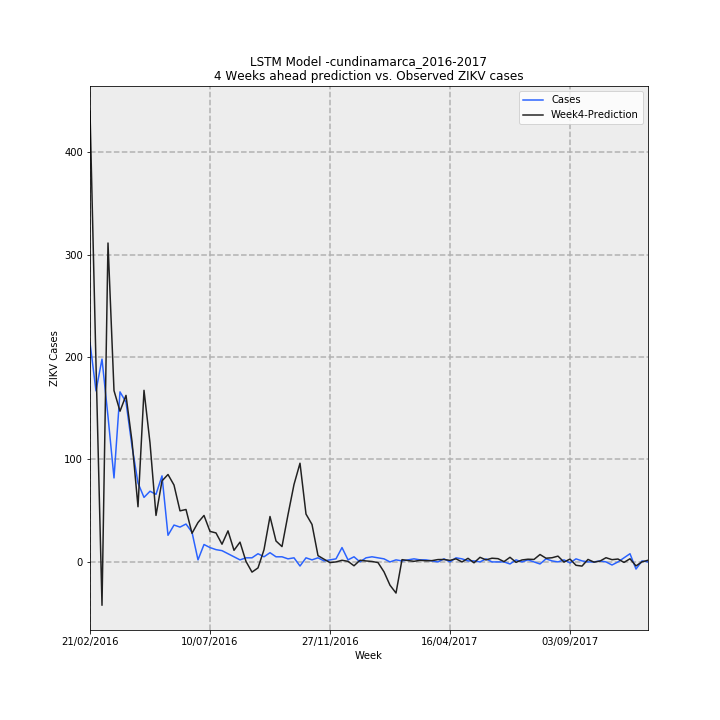 LSTM Model -cundinamarca_2016-2017
4 Weeks ahead prediction vs. Observed ZIKV cases
Cases
Week4-Prediction
400
300
200
100
0
ZIKV Cases
21/02/2016
10/07/2016
27/11/2016
16/04/2017
03/09/2017
Week